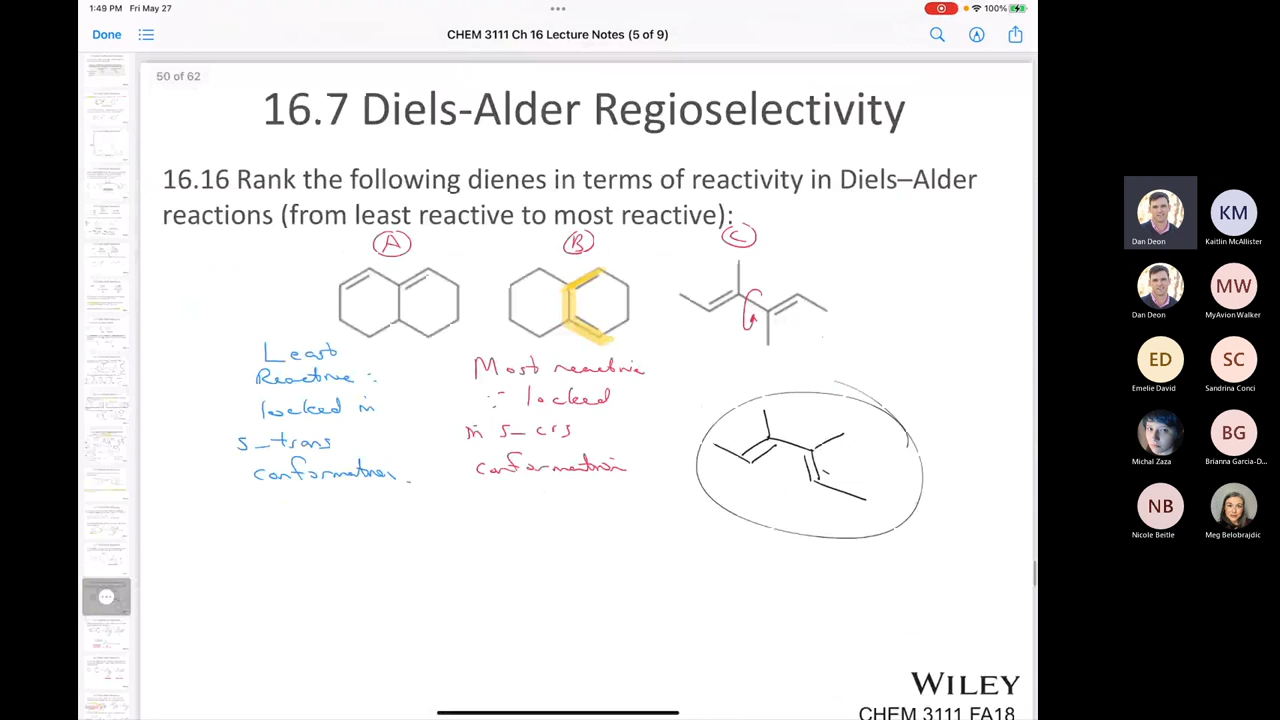 1:49 PM Fri May 27
100%
Done
CHEM 3111 Ch 16 Lecture Notes (5 of 9)
50 of 62
16.7 Diels-Alder Regioselectivity
16.16 Rank the following dienes in terms of reactivity in Diels–Alder
reactions (from least reactive to most reactive):
A
B
C
Least
Reactive ∵
locked in
s-trans
conformation.
Most reactive
∵ locked
in s-cis
conformation
WILEY
CHEM 3111 E+F18
Dan Deon
KM
Kaitlin McAllister
Dan Deon
MW
MyAvion Walker
ED
Emelie David
SC
Sandrina Conci
Michal Zaza
BG
Brianna Garcia-D...
NB
Nicole Beitle
Meg Belobrajdic